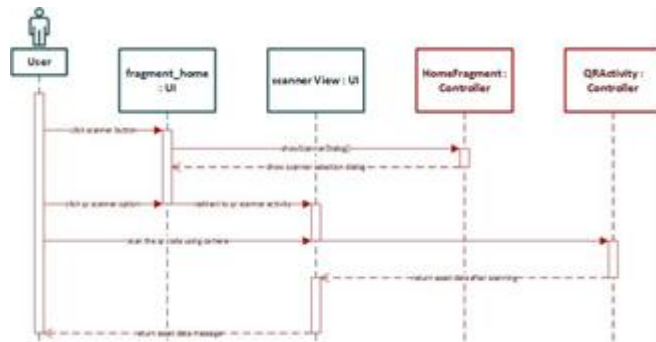 User
fragment_home
: UI
scanner View : UI
HomeFragment :
Controller
QRActivity :
Controller
click scanner button
show scanner selection dialog
click qr scanner option
redirect to qr scanner activity
scan the qr code using camera
return asset data after scanning
return asset data message